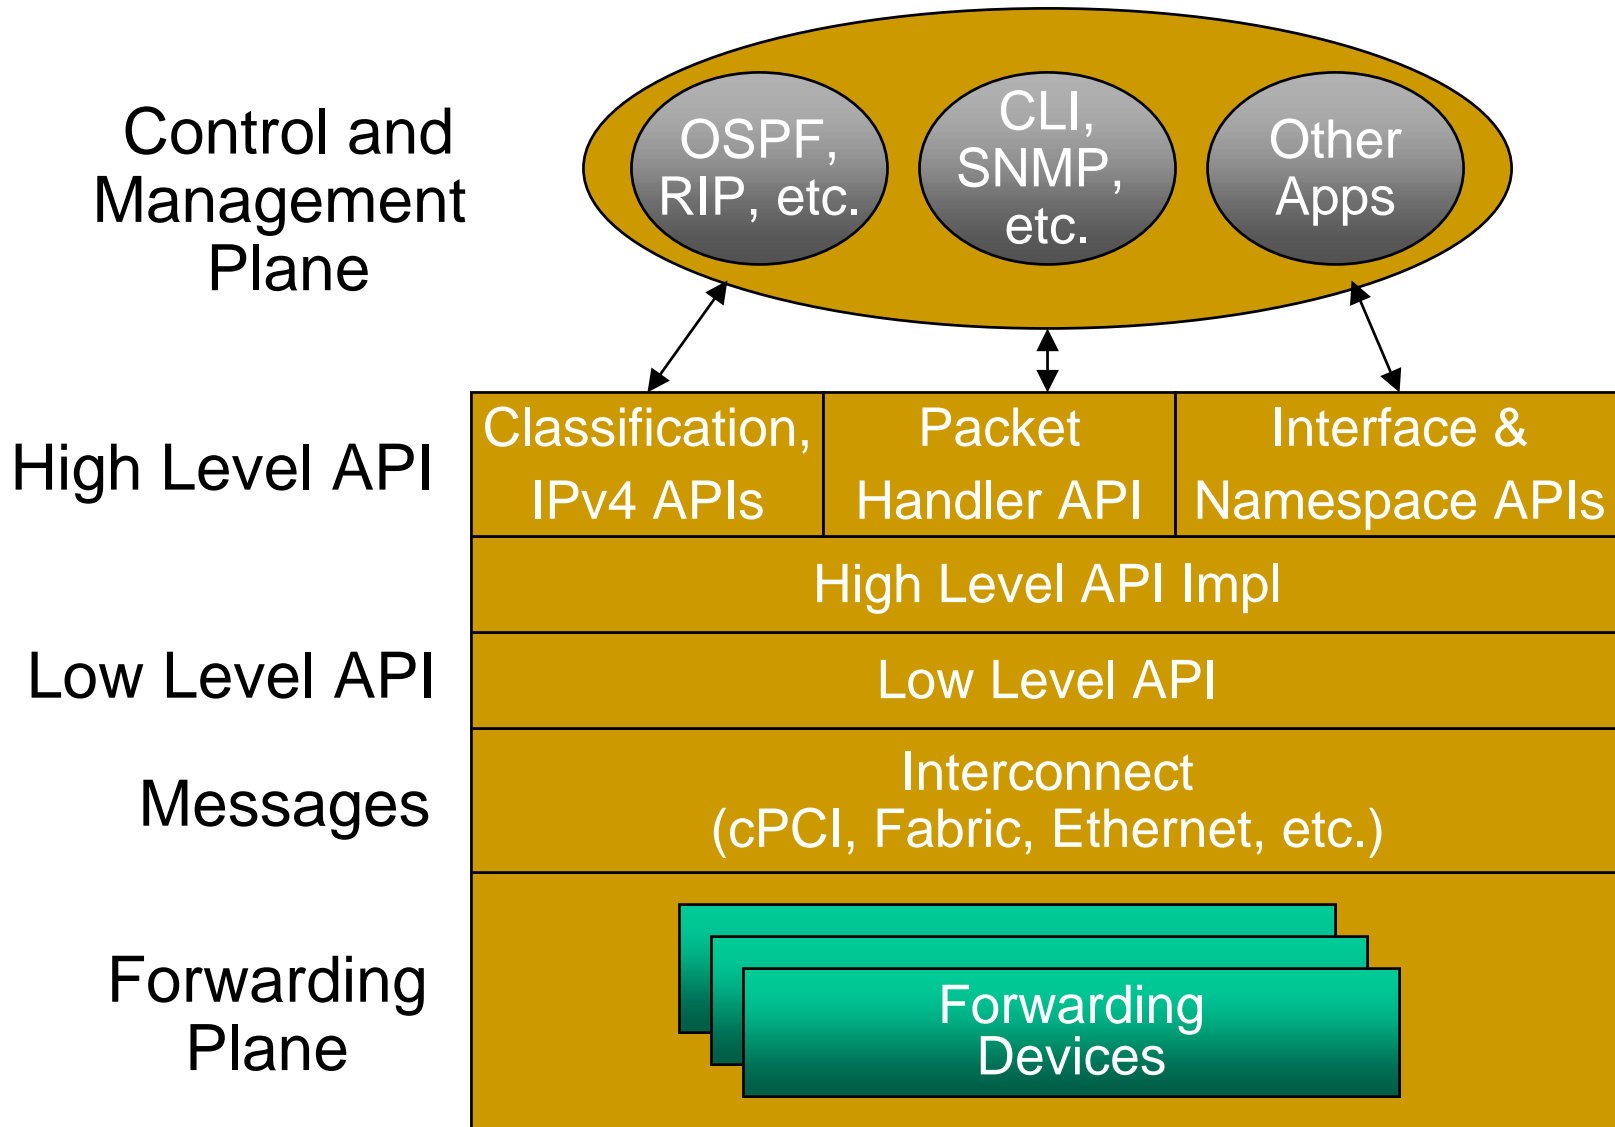 Control and
Management
Plane
OSPF,
RIP, etc.
CLI,
SNMP,
etc.
Other
Apps
High Level API
Classification,
IPv4 APIs
Packet
Handler API
Interface &
Namespace APIs
High Level API Impl
Low Level API
Low Level API
Messages
Interconnect
(cPCI, Fabric, Ethernet, etc.)
Forwarding
Plane
Forwarding
Devices